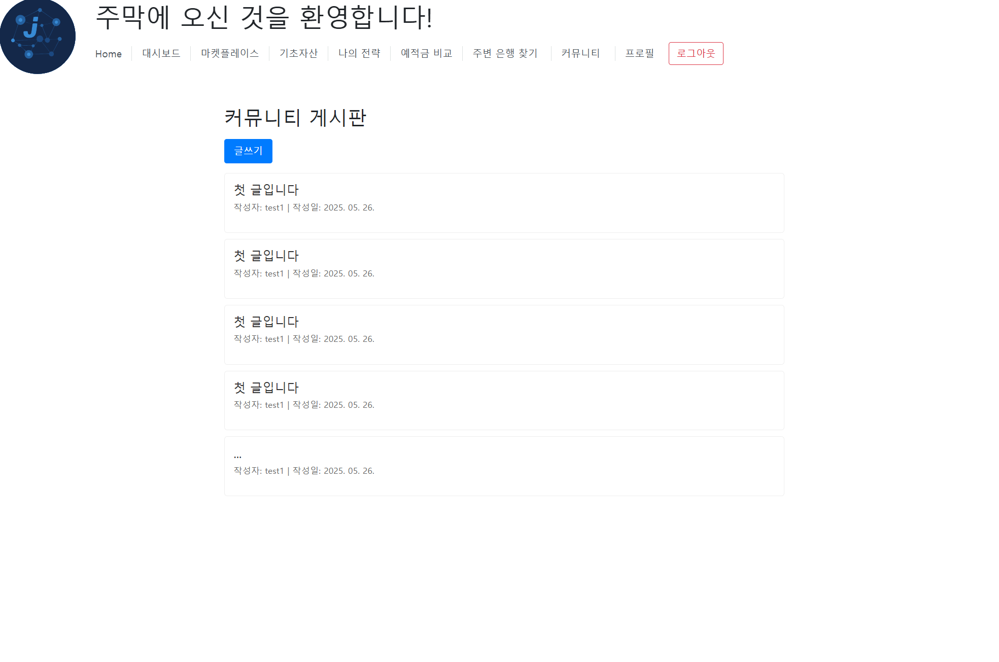 j
주막에 오신 것을 환영합니다!
Home 대시보드 마켓플레이스 기초자산 나의 전략 예적금 비교 주변 은행 찾기 커뮤니티 프로필 로그아웃
커뮤니티 게시판
글쓰기
첫 글입니다
작성자: test1 | 작성일: 2025. 05. 26.
첫 글입니다
작성자: test1 | 작성일: 2025. 05. 26.
첫 글입니다
작성자: test1 | 작성일: 2025. 05. 26.
첫 글입니다
작성자: test1 | 작성일: 2025. 05. 26.
...
작성자: test1 | 작성일: 2025. 05. 26.